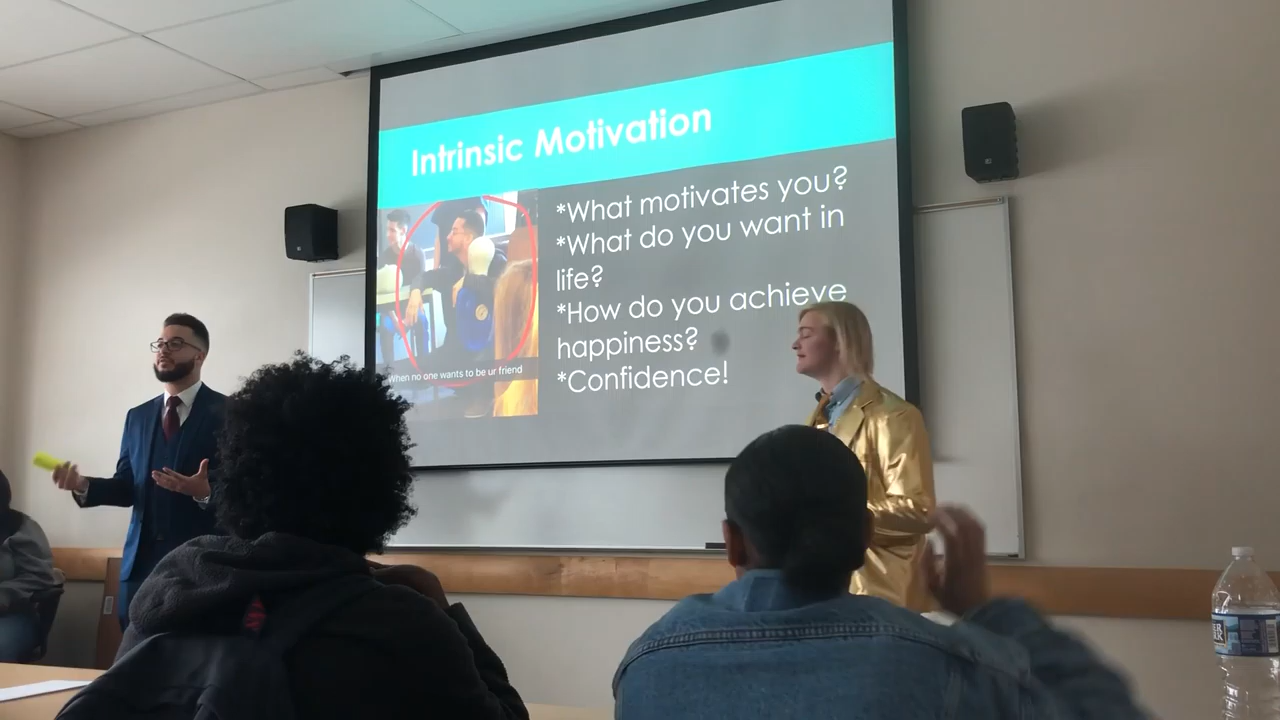 Intrinsic Motivation
*What motivates you?
*What do you want in
life?
*How do you achieve
happiness?
*Confidence!
When no one wants to be ur friend